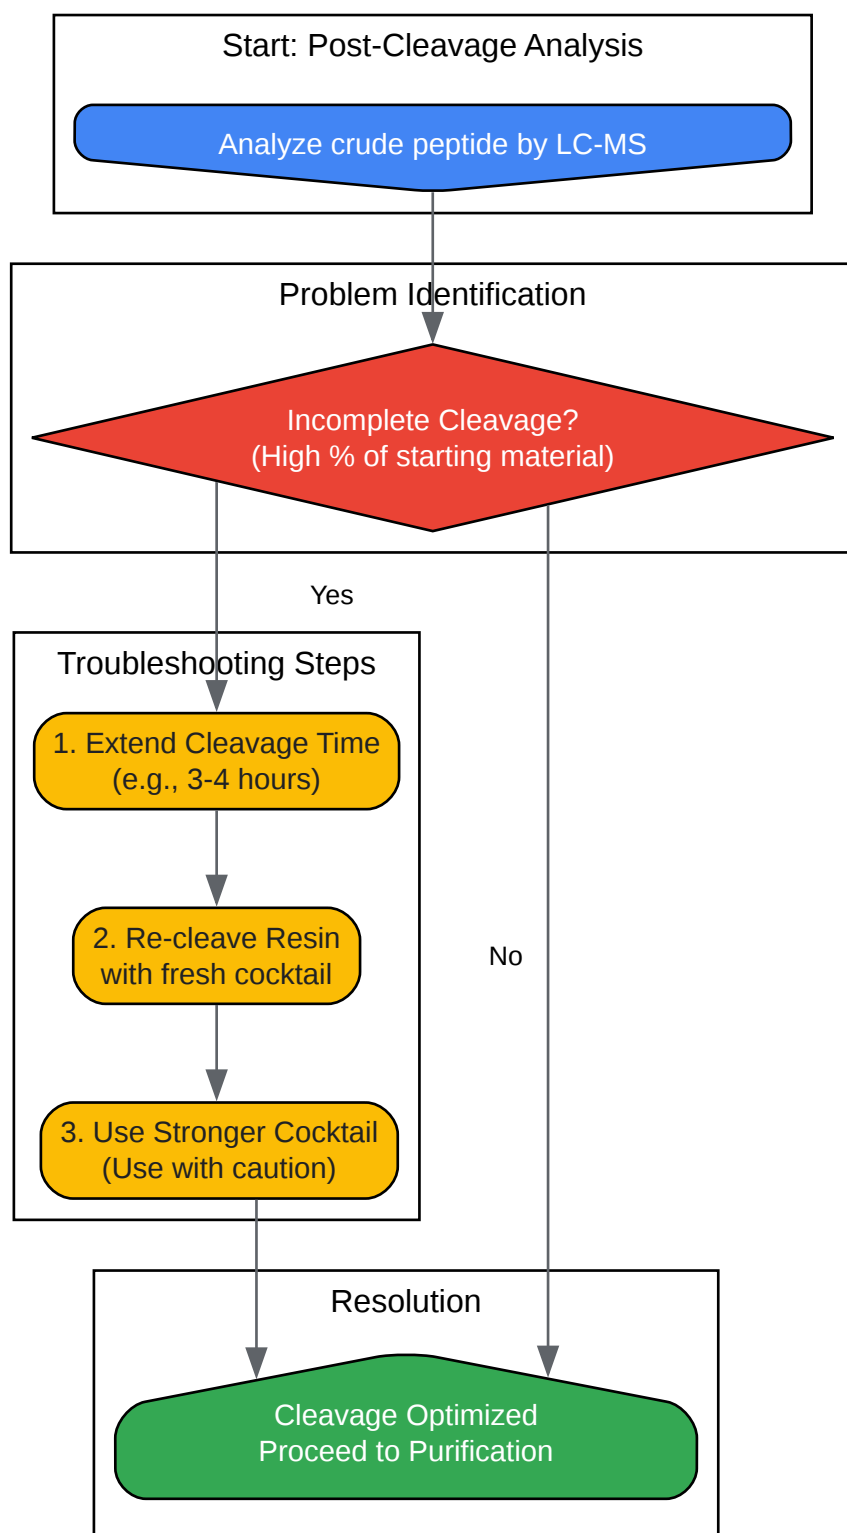 Start: Post-Cleavage Analysis
Analyze crude peptide by LC-MS
Problem Identification
Incomplete Cleavage?
(High % of starting material)
Yes
Troubleshooting Steps
1. Extend Cleavage Time
(e.g., 3-4 hours)
2. Re-cleave Resin
with fresh cocktail
No
3. Use Stronger Cocktail
(Use with caution)
Resolution
Cleavage Optimized
Proceed to Purification